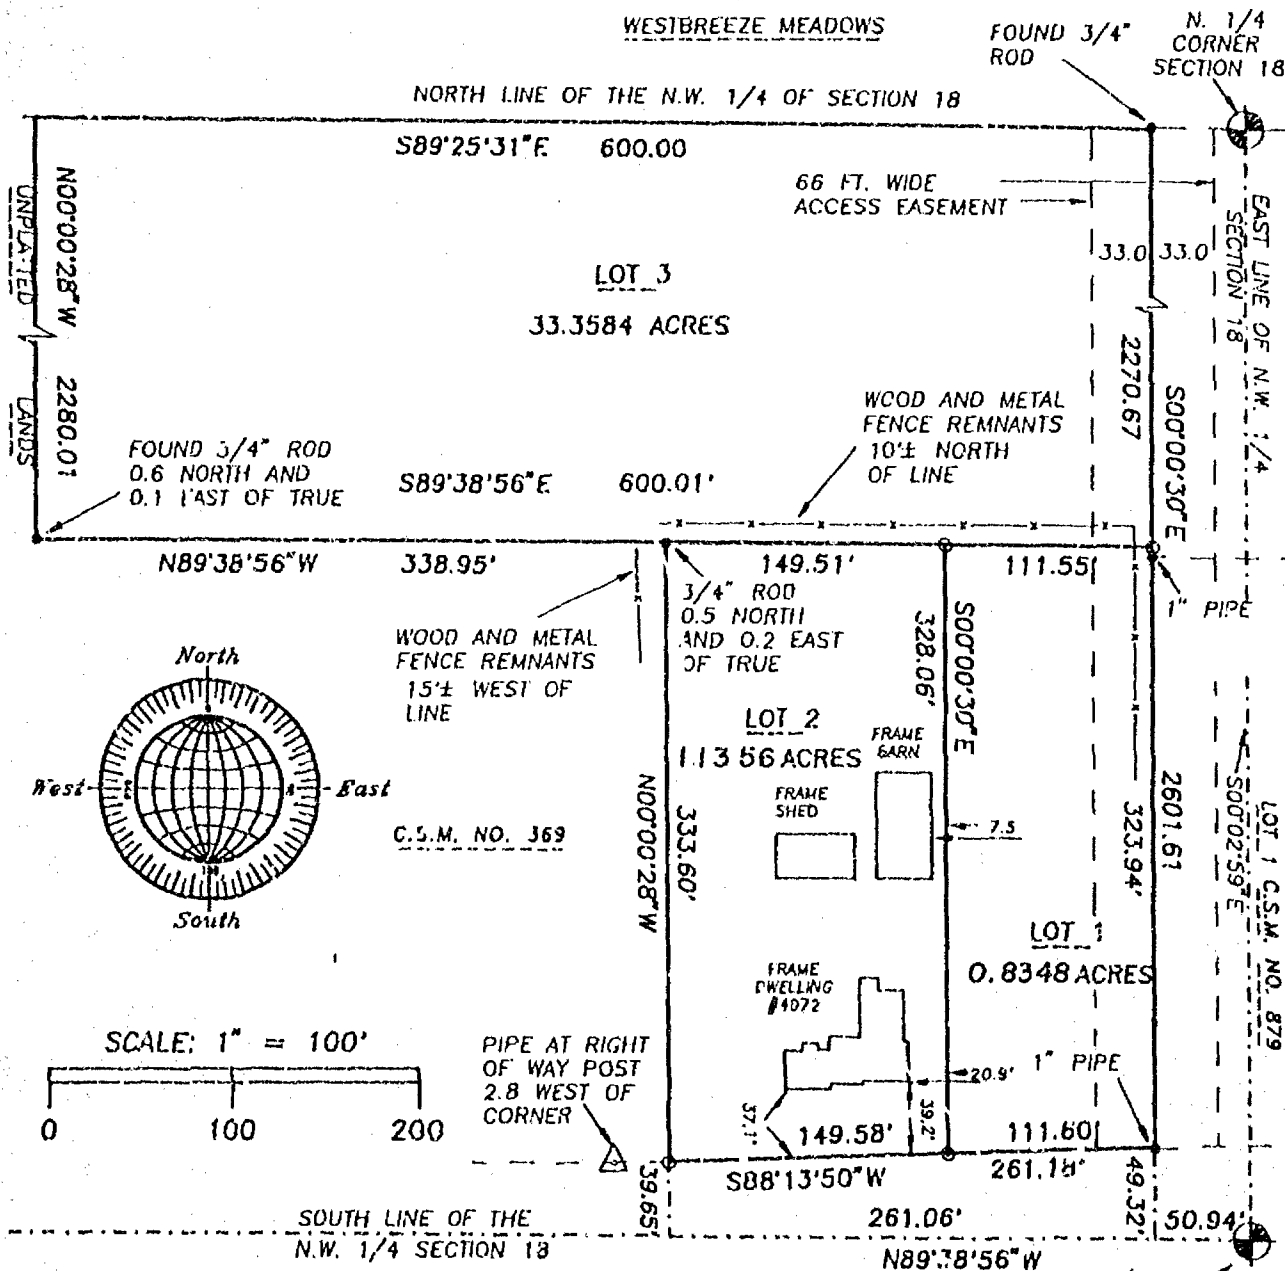 WESTBREEZE MEADOWS
FOUND 3/4" ROD
N. 1/4 CORNER SECTION 18
NORTH LINE OF THE N.W. 1/4 OF SECTION 18
S89°25'31"E 600.00
66 FT. WIDE
ACCESS EASEMENT
33.0 33.0
EAST LINE OF N.W. 1/4
SECTION 18
UNPLATTED LANDS
N00°00'28"W 2280.01
LOT 3
33.3584 ACRES
2270.67
S00°00'30"E
WOOD AND METAL
FENCE REMNANTS
10'± NORTH
OF LINE
FOUND 3/4" ROD
0.6 NORTH AND
0.1 EAST OF TRUE
S89°38'56"E 600.01'
N89°38'56"W 338.95'
149.51'
111.55'
1" PIPE
3/4" ROD
0.5 NORTH
AND 0.2 EAST
OF TRUE
WOOD AND METAL
FENCE REMNANTS
15'± WEST OF
LINE
328.06'
S00°00'30"E
North
West
East
South
C.S.M. NO. 369
LOT 2
1.1356 ACRES
FRAME
BARN
FRAME
SHED
7.5
N00°00'28"W
333.60'
323.94'
2601.61
S00°02'59"E
LOT 1 C.S.M. NO. 879
LOT 1
0.8348 ACRES
FRAME
DWELLING
#4072
SCALE: 1" = 100'
0 100 200
PIPE AT RIGHT
OF WAY POST
2.8 WEST OF
CORNER
1" PIPE
20.9'
37.1'
39.2'
149.58'
111.60'
S88°13'50"W
261.18'
39.65'
49.32'
SOUTH LINE OF THE
N.W. 1/4 SECTION 18
261.06'
50.94'
N89°38'56"W